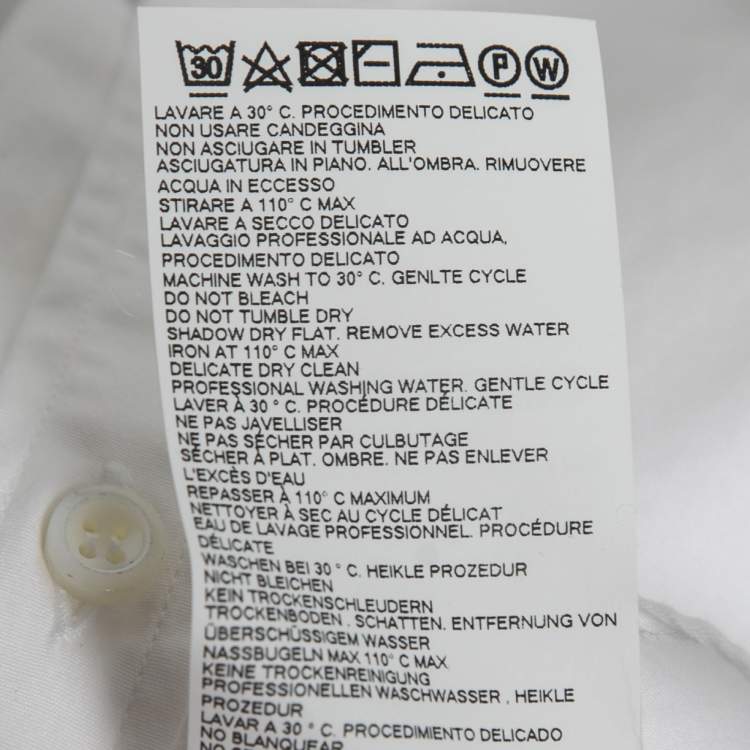 30 P W
LAVARE A 30° C. PROCEDIMENTO DELICATO
NON USARE CANDEGGINA
NON ASCIUGARE IN TUMBLER
ASCIUGATURA IN PIANO. ALL'OMBRA. RIMUOVERE
ACQUA IN ECCESSO
STIRARE A 110° C MAX
LAVARE A SECCO DELICATO
LAVAGGIO PROFESSIONALE AD ACQUA,
PROCEDIMENTO DELICATO
MACHINE WASH TO 30° C. GENLTE CYCLE
DO NOT BLEACH
DO NOT TUMBLE DRY
SHADOW DRY FLAT. REMOVE EXCESS WATER
IRON AT 110° C MAX
DELICATE DRY CLEAN
PROFESSIONAL WASHING WATER. GENTLE CYCLE
LAVER À 30 ° C. PROCÉDURE DÉLICATE
NE PAS JAVELLISER
NE PAS SÉCHER PAR CULBUTAGE
SÉCHER À PLAT. OMBRE. NE PAS ENLEVER
L'EXCÈS D'EAU
REPASSER À 110° C MAXIMUM
NETTOYER À SEC AU CYCLE DÉLICAT
EAU DE LAVAGE PROFESSIONNEL. PROCÉDURE
DÉLICATE
WASCHEN BEI 30 ° C. HEIKLE PROZEDUR
NICHT BLEICHEN
KEIN TROCKENSCHLEUDERN
TROCKENBODEN . SCHATTEN. ENTFERNUNG VON
ÜBERSCHÜSSIGEM WASSER
NASSBUGELN MAX 110° C MAX
KEINE TROCKENREINIGUNG
PROFESSIONELLEN WASCHWASSER , HEIKLE
PROZEDUR
LAVAR A 30 ° C. PROCEDIMIENTO DELICADO
NO BLANQUEAR
NO